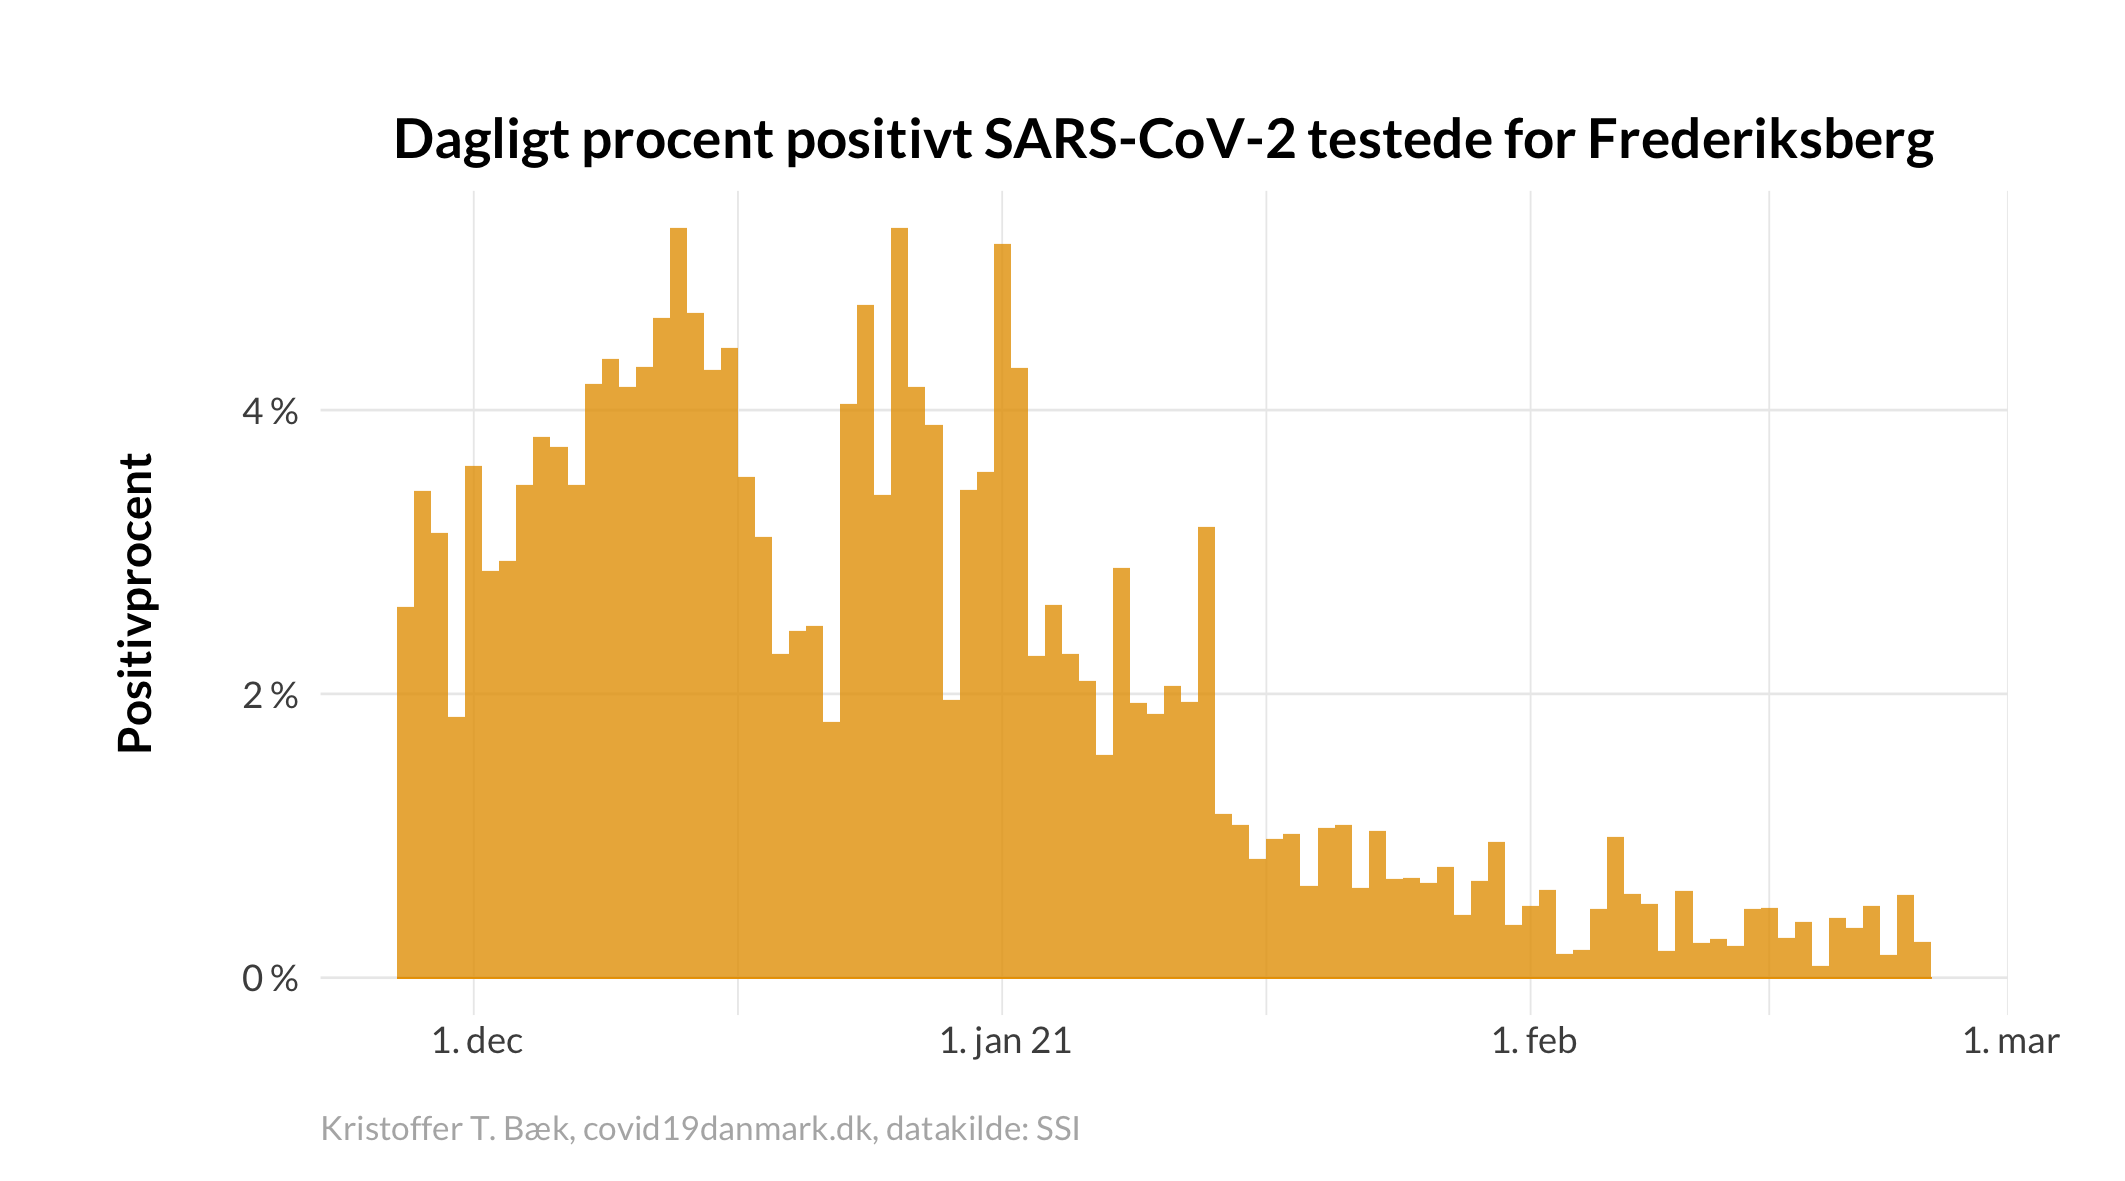 Dagligt procent positivt SARS-CoV-2 testede for Frederiksberg
Positivprocent
4 %
2 %
0 %
1. dec
1. jan 21
1. feb
1. mar
Kristoffer T. Bæk, covid19danmark.dk, datakilde: SSI